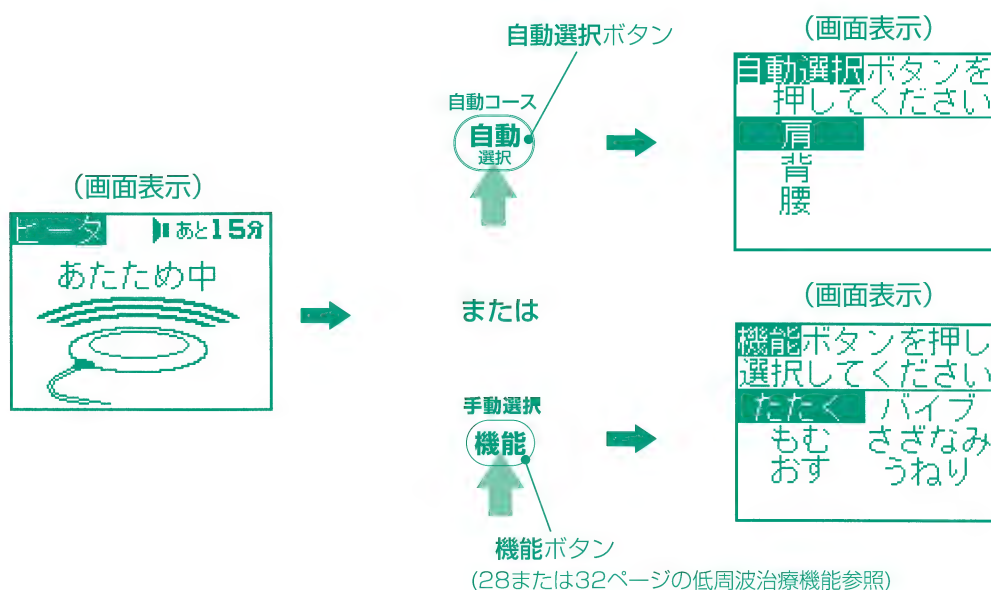 (画面表示)
ヒータ あと15分
あたため中
自動選択ボタン
自動コース
自動
選択
または
手動選択
機能
機能ボタン
(28または32ページの低周波治療機能参照)
(画面表示)
自動選択ボタンを
押してください
肩
背
腰
(画面表示)
機能ボタンを押し
選択してください
たたく バイブ
もむ さざなみ
おす うねり